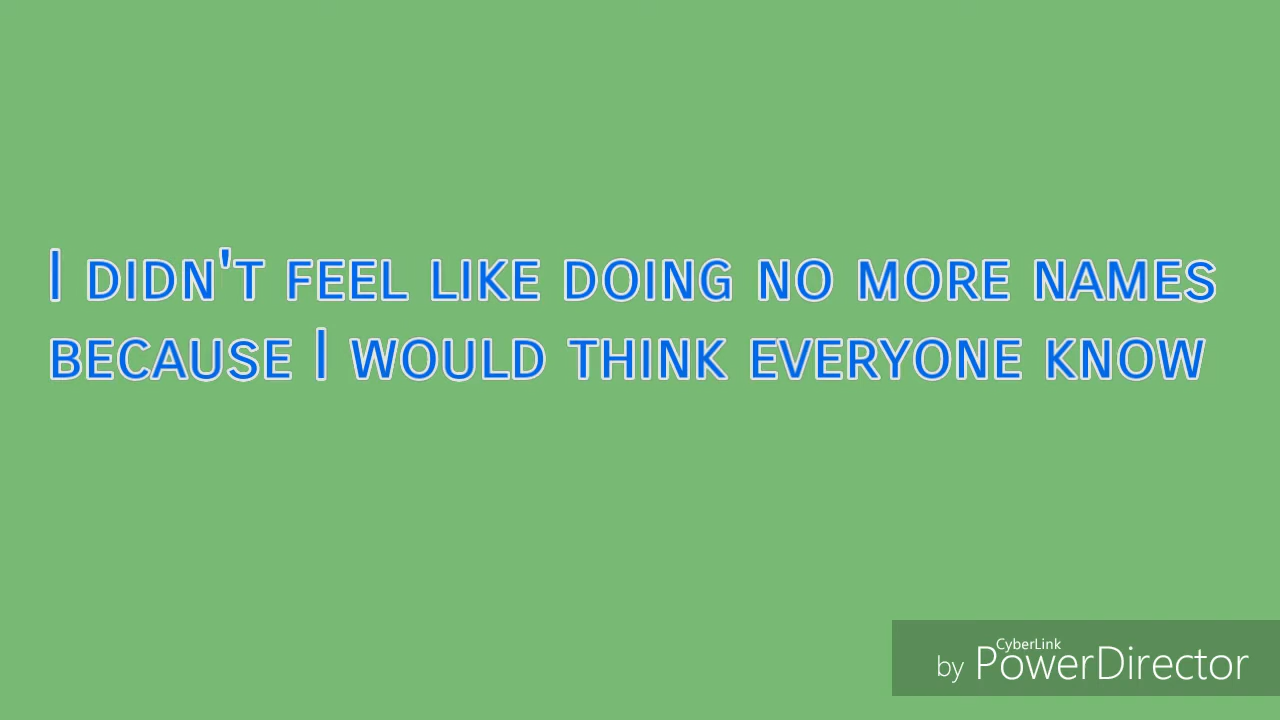 I didn't feel like doing no more names
because I would think everyone know
by CyberLink PowerDirector